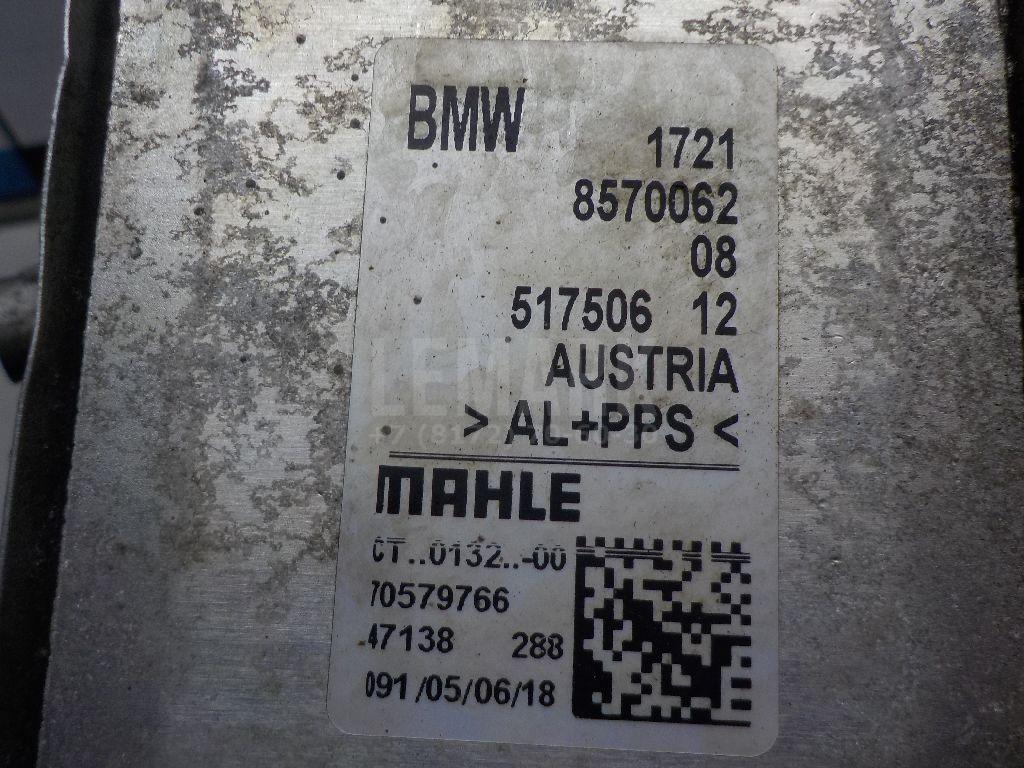 BMW
1721
8570062
08
517506 12
AUSTRIA
>AL+PPS<
MAHLE
CT..0132..-00
70579766
47138 288
091/05/06/18